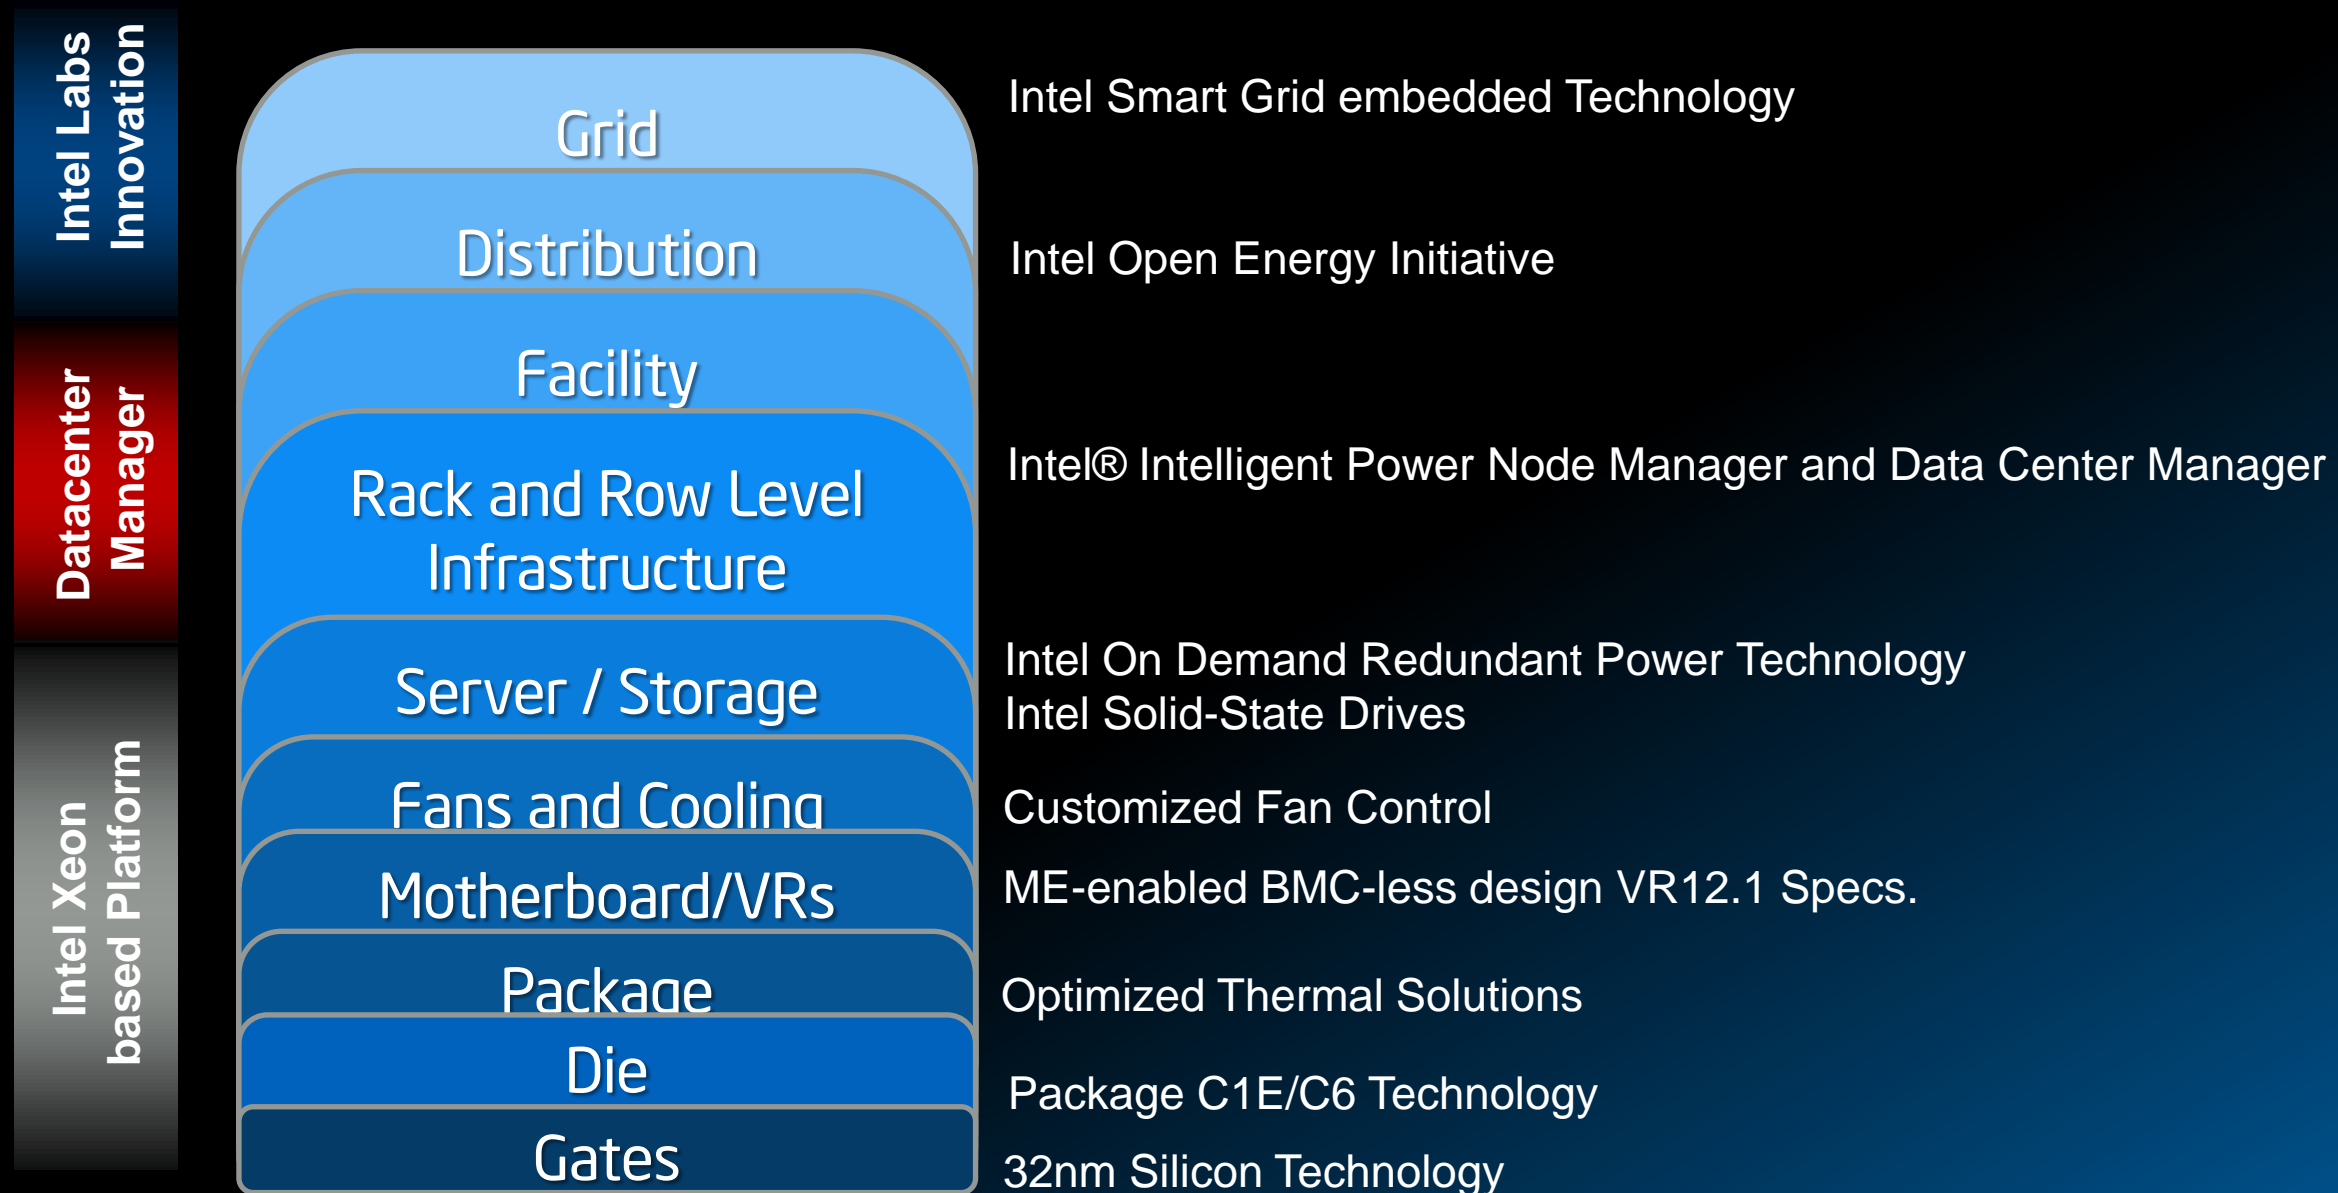 Intel Labs
Innovation
Datacenter
Manager
Intel Xeon
based Platform
Grid
Distribution
Facility
Rack and Row Level
Infrastructure
Server / Storage
Fans and Cooling
Motherboard/VRs
Package
Die
Gates
Intel Smart Grid embedded Technology
Intel Open Energy Initiative
Intel® Intelligent Power Node Manager and Data Center Manager
Intel On Demand Redundant Power Technology
Intel Solid-State Drives
Customized Fan Control
ME-enabled BMC-less design VR12.1 Specs.
Optimized Thermal Solutions
Package C1E/C6 Technology
32nm Silicon Technology